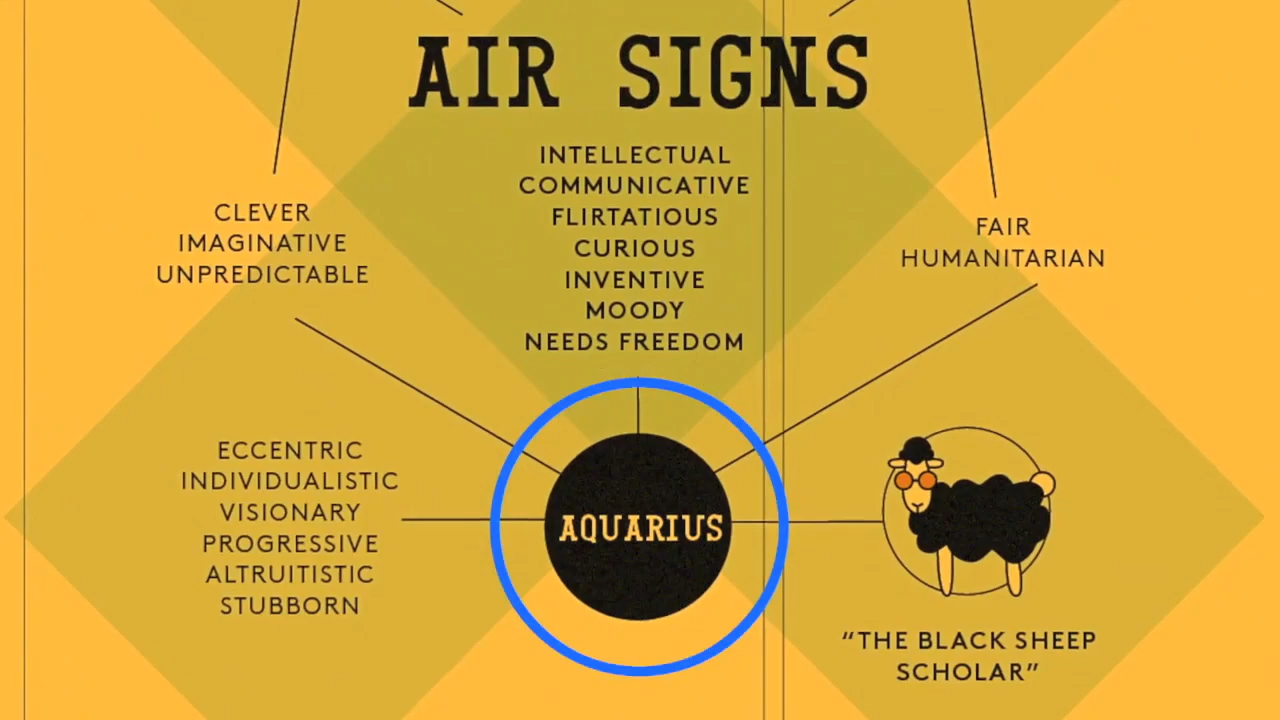 AIR SIGNS
INTELLECTUAL
COMMUNICATIVE
FLIRTATIOUS
CURIOUS
INVENTIVE
MOODY
NEEDS FREEDOM
CLEVER
IMAGINATIVE
UNPREDICTABLE
FAIR
HUMANITARIAN
ECCENTRIC
INDIVIDUALISTIC
VISIONARY
PROGRESSIVE
ALTRUITISTIC
STUBBORN
AQUARIUS
“THE BLACK SHEEP
SCHOLAR”